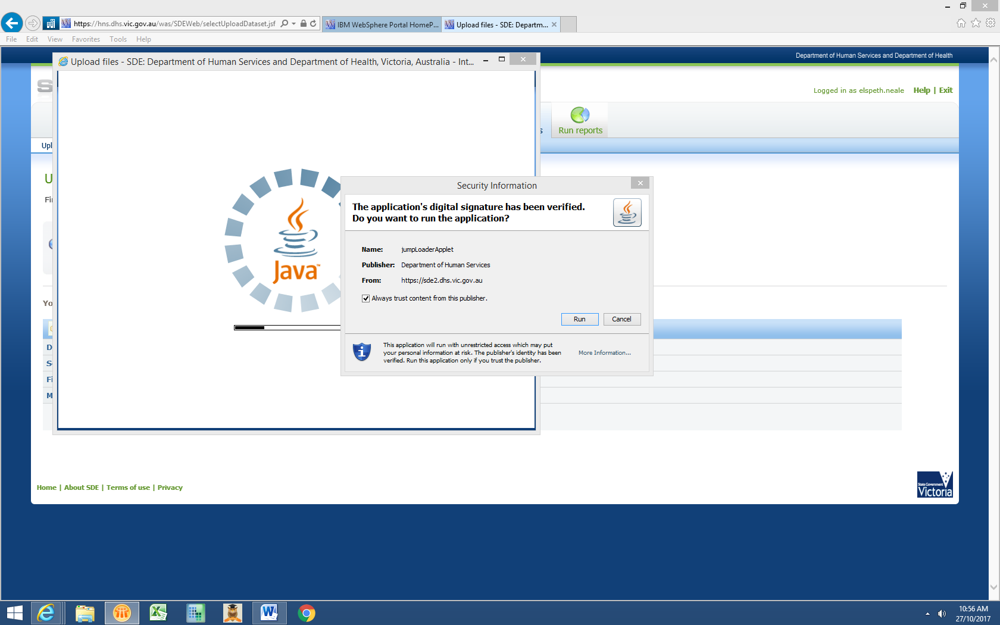 https://hns.dhs.vic.gov.au/was/SDEWeb/selectUploadDataset.jsf
IBM WebSphere Portal HomeP...
Upload files - SDE: Departm...
File Edit View Favorites Tools Help
Department of Human Services and Department of Health
Upload files - SDE: Department of Human Services and Department of Health, Victoria, Australia - Int...
S
Logged in as elspeth.neale Help | Exit
s
Run reports
Upl
U
Fi
Java™
Security Information
The application's digital signature has been verified.
Do you want to run the application?
Name: jumpLoaderApplet
Publisher: Department of Human Services
From: https://sde2.dhs.vic.gov.au
Always trust content from this publisher.
Run Cancel
This application will run with unrestricted access which may put
your personal information at risk. The publisher's identity has been
verified. Run this application only if you trust the publisher.
More Information...
Yo
D
S
Fi
M
Home | About SDE | Terms of use | Privacy
State Government
Victoria
10:56 AM
27/10/2017